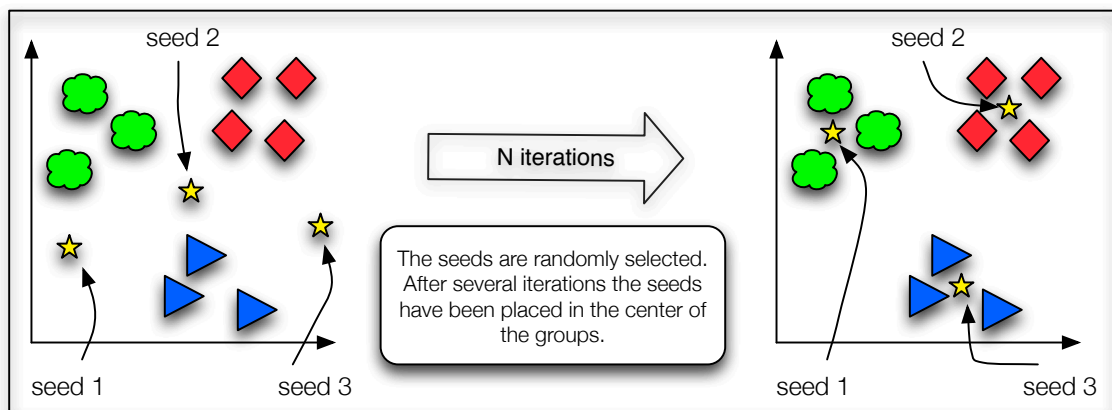 seed 2
seed 1
seed 3
N iterations
The seeds are randomly selected.
After several iterations the seeds
have been placed in the center of
the groups.
seed 2
seed 1
seed 3